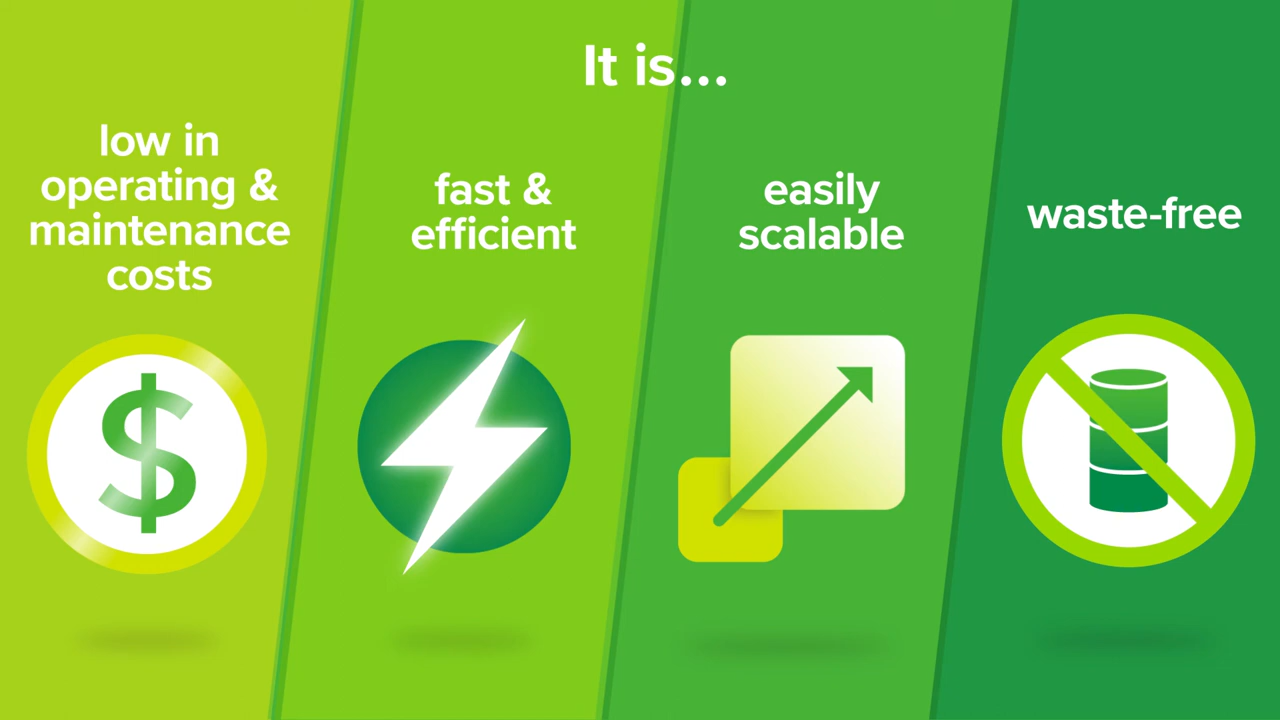 It is...
low in
operating &
maintenance
costs
fast &
efficient
easily
scalable
waste-free
$